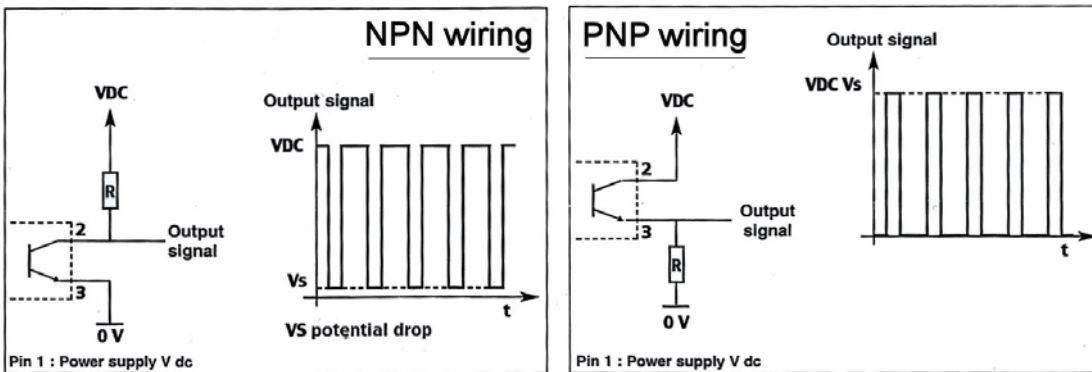 NPN wiring
VDC
R
2
Output
signal
3
0 V
Output signal
VDC
Vs
t
VS potential drop
Pin 1 : Power supply V dc
PNP wiring
VDC
2
Output
signal
3
R
0 V
Output signal
VDC Vs
t
Pin 1 : Power supply V dc